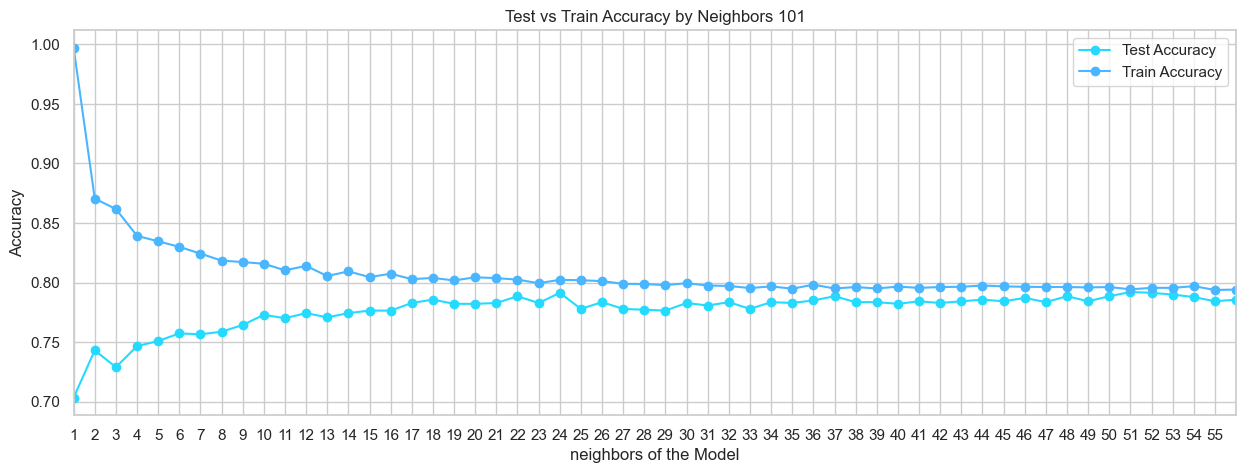 Test vs Train Accuracy by Neighbors 101
Test Accuracy
Train Accuracy
Accuracy
1.00
0.95
0.90
0.85
0.80
0.75
0.70
1 2 3 4 5 6 7 8 9 10 11 12 13 14 15 16 17 18 19 20 21 22 23 24 25 26 27 28 29 30 31 32 33 34 35 36 37 38 39 40 41 42 43 44 45 46 47 48 49 50 51 52 53 54 55
neighbors of the Model